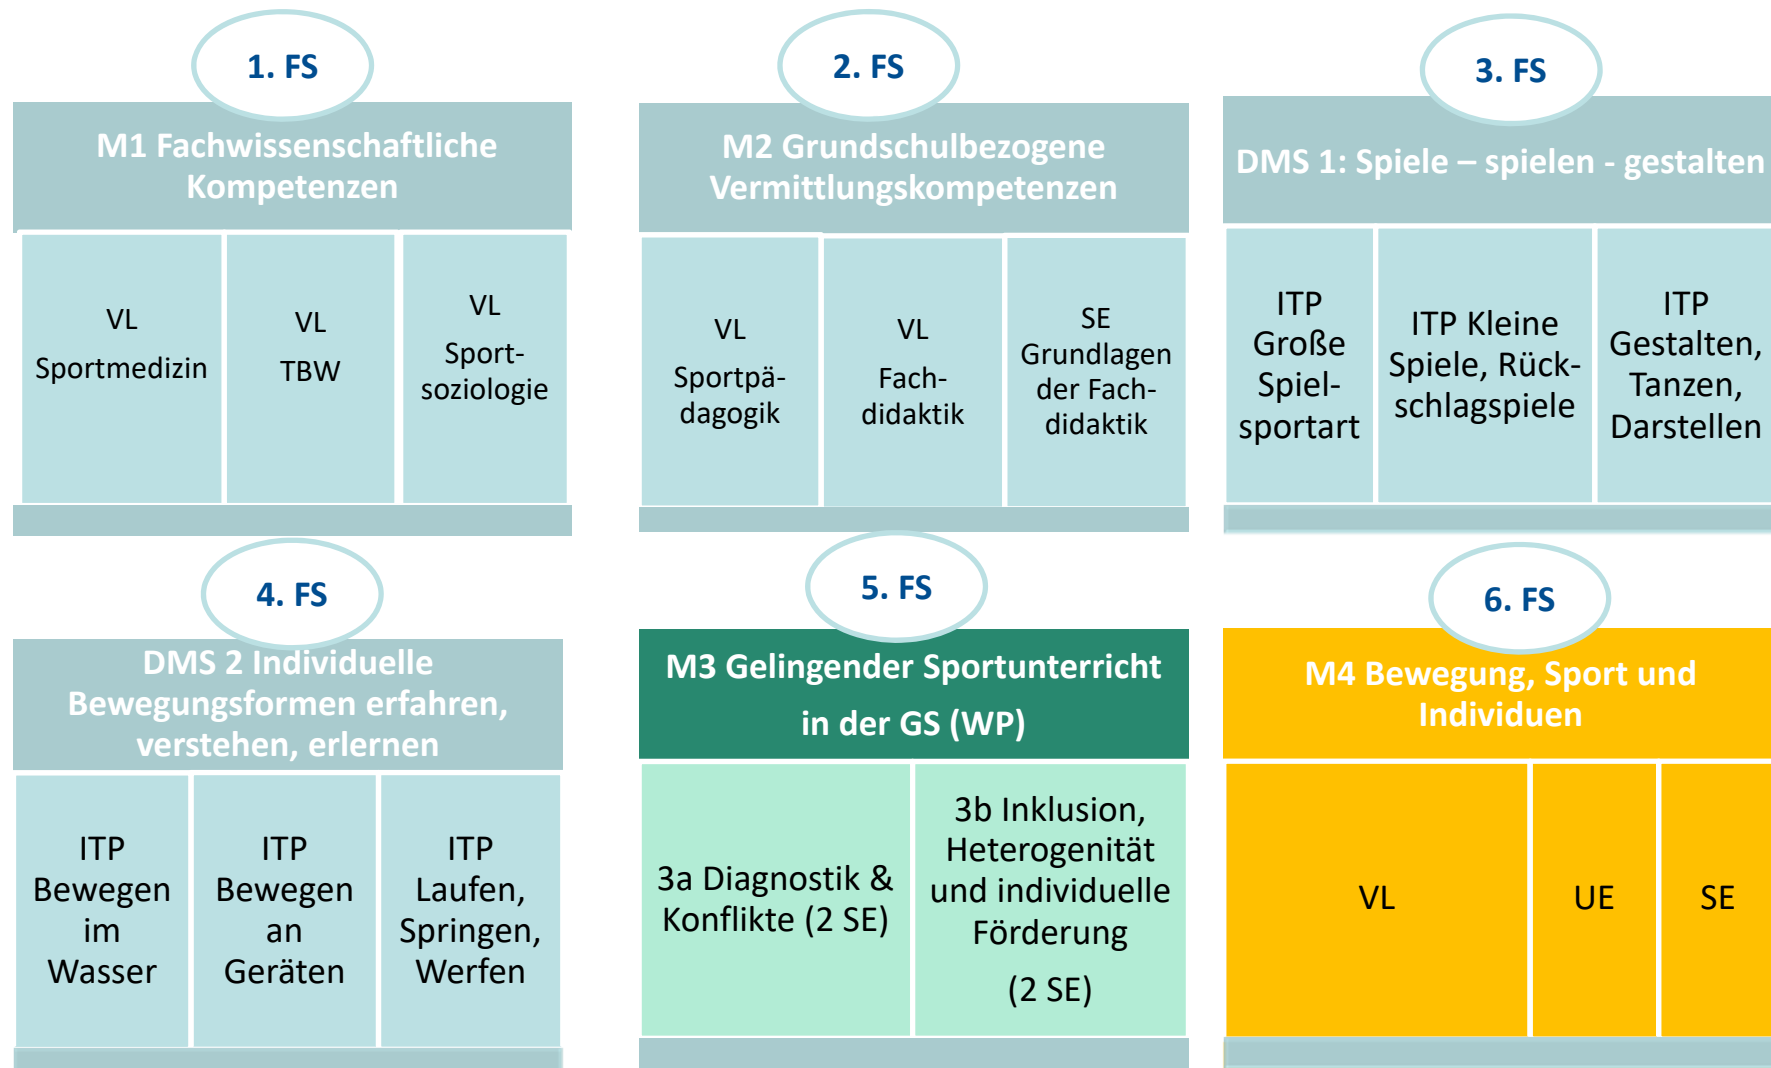 1. FS
M1 Fachwissenschaftliche
Kompetenzen
VL
Sportmedizin
VL
TBW
VL
Sport-
soziologie
2. FS
M2 Grundschulbezogene
Vermittlungskompetenzen
VL
Sportpä-
dagogik
VL
Fach-
didaktik
SE
Grundlagen
der Fach-
didaktik
3. FS
DMS 1: Spiele – spielen - gestalten
ITP
Große
Spiel-
sportart
ITP Kleine
Spiele, Rück-
schlagspiele
ITP
Gestalten,
Tanzen,
Darstellen
4. FS
DMS 2 Individuelle
Bewegungsformen erfahren,
verstehen, erlernen
ITP
Bewegen
im
Wasser
ITP
Bewegen
an
Geräten
ITP
Laufen,
Springen,
Werfen
5. FS
M3 Gelingender Sportunterricht
in der GS (WP)
3a Diagnostik &
Konflikte (2 SE)
3b Inklusion,
Heterogenität
und individuelle
Förderung
(2 SE)
6. FS
M4 Bewegung, Sport und
Individuen
VL
UE
SE